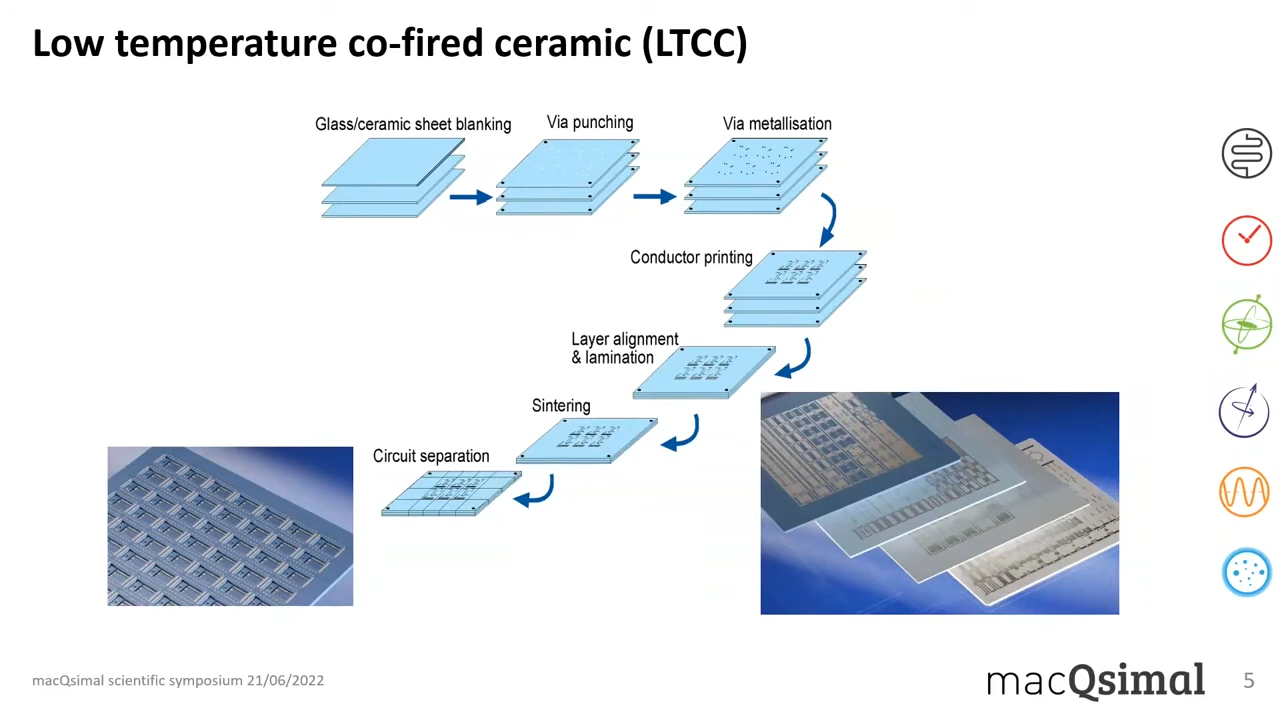 Low temperature co-fired ceramic (LTCC)
Glass/ceramic sheet blanking
Via punching
Via metallisation
Conductor printing
Layer alignment
& lamination
Sintering
Circuit separation
macQsimal scientific symposium 21/06/2022
macQsimal
5